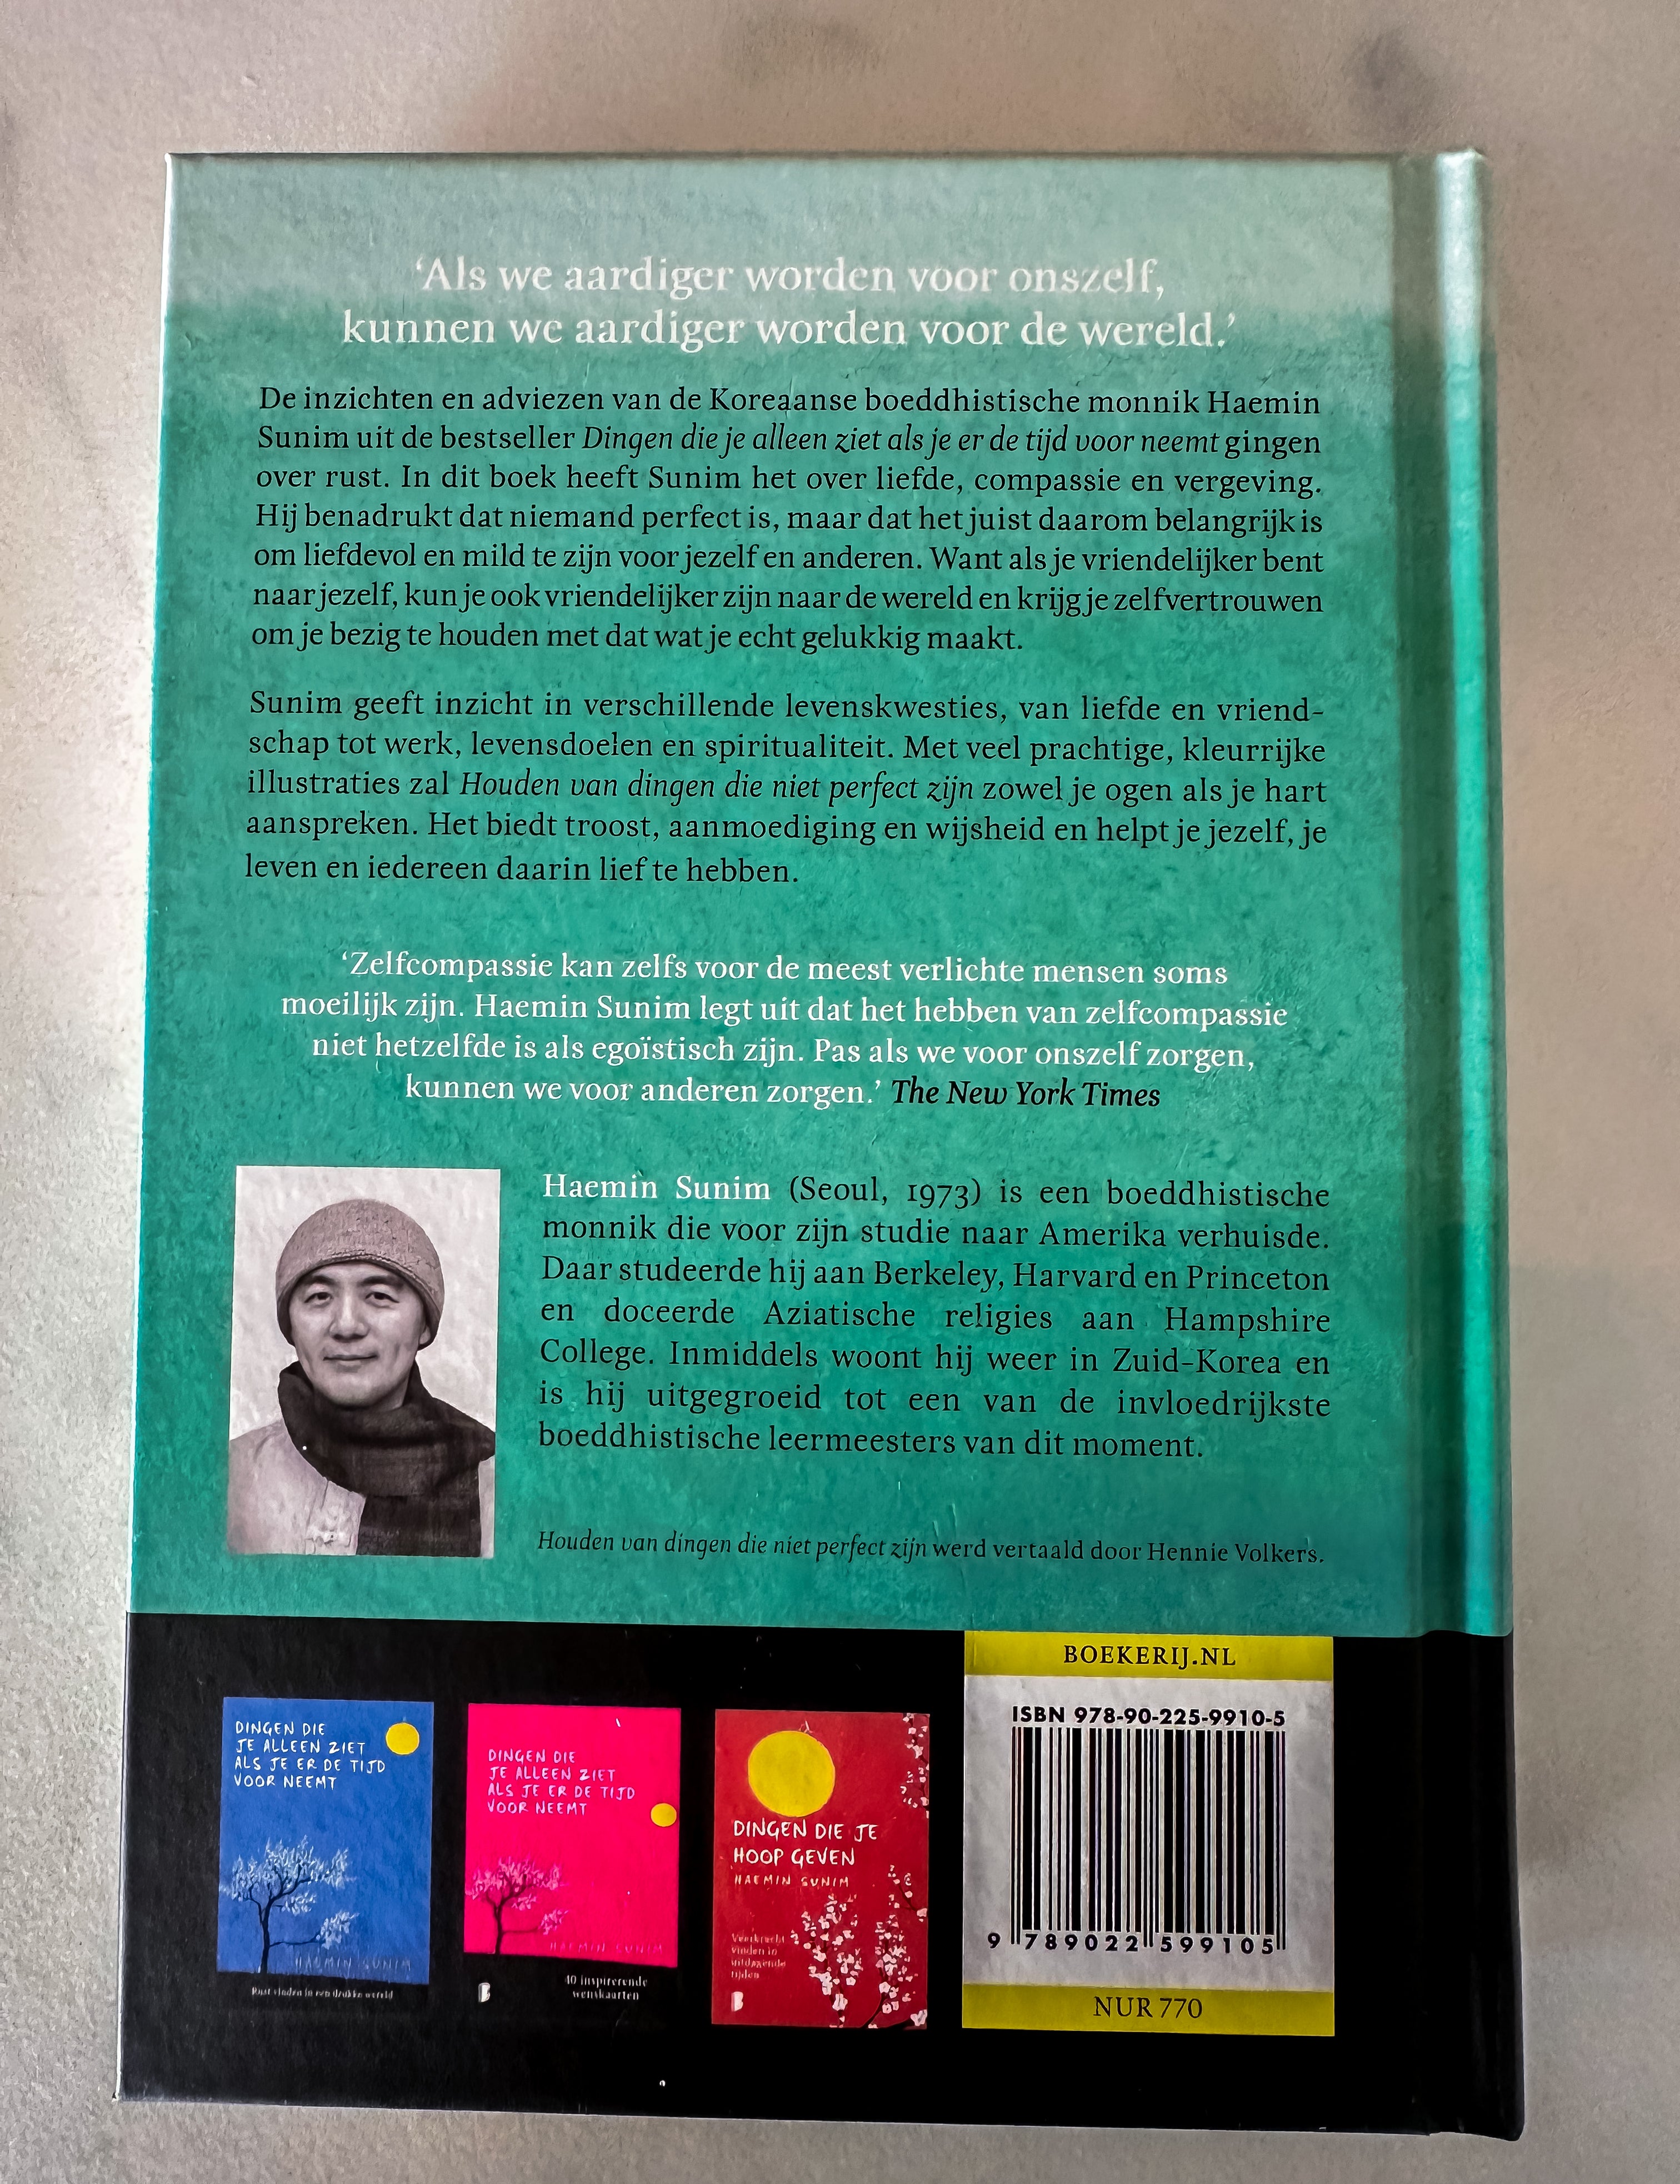 ‘Als we aardiger worden voor onszelf,
kunnen we aardiger worden voor de wereld.’
De inzichten en adviezen van de Koreaanse boeddhistische monnik Haemin
Sunim uit de bestseller Dingen die je alleen ziet als je er de tijd voor neemt gingen
over rust. In dit boek heeft Sunim het over liefde, compassie en vergeving.
Hij benadrukt dat niemand perfect is, maar dat het juist daarom belangrijk is
om liefdevol en mild te zijn voor jezelf en anderen. Want als je vriendelijker bent
naar jezelf, kun je ook vriendelijker zijn naar de wereld en krijg je zelfvertrouwen
om je bezig te houden met dat wat je echt gelukkig maakt.
Sunim geeft inzicht in verschillende levenskwesties, van liefde en vriend-
schap tot werk, levensdoelen en spiritualiteit. Met veel prachtige, kleurrijke
illustraties zal Houden van dingen die niet perfect zijn zowel je ogen als je hart
aanspreken. Het biedt troost, aanmoediging en wijsheid en helpt je jezelf, je
leven en iedereen daarin lief te hebben.
‘Zelfcompassie kan zelfs voor de meest verlichte mensen soms
moeilijk zijn. Haemin Sunim legt uit dat het hebben van zelfcompassie
niet hetzelfde is als egoïstisch zijn. Pas als we voor onszelf zorgen,
kunnen we voor anderen zorgen.’ The New York Times
Haemin Sunim (Seoul, 1973) is een boeddhistische
monnik die voor zijn studie naar Amerika verhuisde.
Daar studeerde hij aan Berkeley, Harvard en Princeton
en doceerde Aziatische religies aan Hampshire
College. Inmiddels woont hij weer in Zuid-Korea en
is hij uitgegroeid tot een van de invloedrijkste
boeddhistische leermeesters van dit moment.
Houden van dingen die niet perfect zijn werd vertaald door Hennie Volkers.
DINGEN DIE
JE ALLEEN ZIET
ALS JE ER DE TIJD
VOOR NEEMT
HAEMIN SUNIM
Rust vinden in een drukke wereld
DINGEN DIE
JE ALLEEN ZIET
ALS JE ER DE TIJD
VOOR NEEMT
HAEMIN SUNIM
40 inspirerende
wenskaarten
DINGEN DIE JE
HOOP GEVEN
HAEMIN SUNIM
Veerkracht
vinden in
uitdagende
tijden
BOEKERIJ.NL
ISBN 978-90-225-9910-5
9 789022 599105
NUR 770